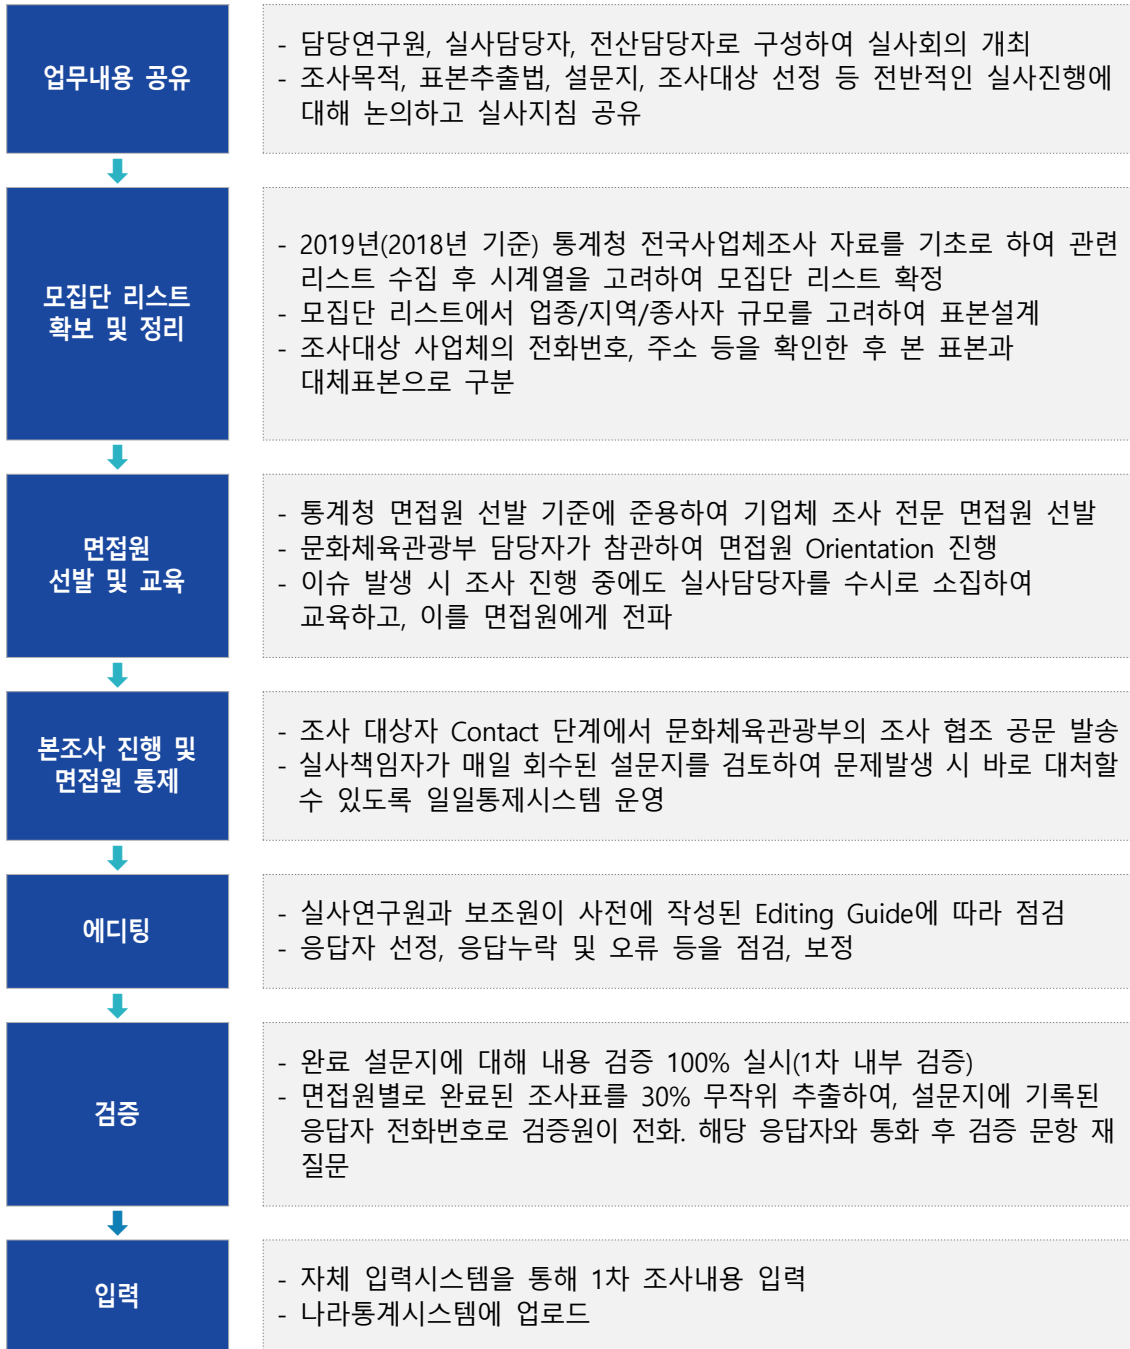 업무내용 공유
- 담당연구원, 실사담당자, 전산담당자로 구성하여 실사회의 개최
- 조사목적, 표본추출법, 설문지, 조사대상 선정 등 전반적인 실사진행에
대해 논의하고 실사지침 공유
모집단 리스트
확보 및 정리
- 2019년(2018년 기준) 통계청 전국사업체조사 자료를 기초로 하여 관련
리스트 수집 후 시계열을 고려하여 모집단 리스트 확정
- 모집단 리스트에서 업종/지역/종사자 규모를 고려하여 표본설계
- 조사대상 사업체의 전화번호, 주소 등을 확인한 후 본 표본과
대체표본으로 구분
면접원
선발 및 교육
- 통계청 면접원 선발 기준에 준용하여 기업체 조사 전문 면접원 선발
- 문화체육관광부 담당자가 참관하여 면접원 Orientation 진행
- 이슈 발생 시 조사 진행 중에도 실사담당자를 수시로 소집하여
교육하고, 이를 면접원에게 전파
본조사 진행 및
면접원 통제
- 조사 대상자 Contact 단계에서 문화체육관광부의 조사 협조 공문 발송
- 실사책임자가 매일 회수된 설문지를 검토하여 문제발생 시 바로 대처할
수 있도록 일일통제시스템 운영
에디팅
- 실사연구원과 보조원이 사전에 작성된 Editing Guide에 따라 점검
- 응답자 선정, 응답누락 및 오류 등을 점검, 보정
검증
- 완료 설문지에 대해 내용 검증 100% 실시(1차 내부 검증)
- 면접원별로 완료된 조사표를 30% 무작위 추출하여, 설문지에 기록된
응답자 전화번호로 검증원이 전화. 해당 응답자와 통화 후 검증 문항 재
질문
입력
- 자체 입력시스템을 통해 1차 조사내용 입력
- 나라통계시스템에 업로드